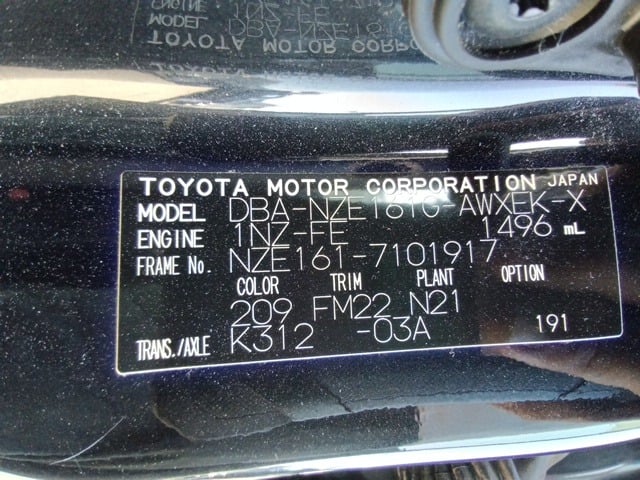 TOYOTA MOTOR CORPORATION JAPAN
MODEL DBA-NZE161G-AWXEK-X
ENGINE 1NZ-FE 1496 mL
FRAME No. NZE161-7101917
COLOR TRIM PLANT OPTION
209 FM22 N21
TRANS./AXLE K312 -03A 191